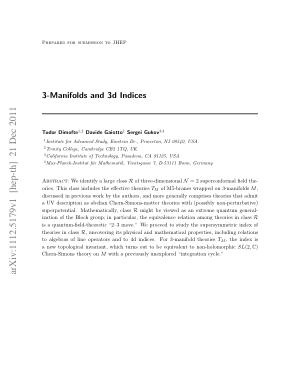 PREPARED FOR SUBMISSION TO JHEP
3-Manifolds and 3d Indices
Tudor Dimofte1,2 Davide Gaiotto1 Sergei Gukov3,4
1Institute for Advanced Study, Einstein Dr., Princeton, NJ 08540, USA
2Trinity College, Cambridge CB2 1TQ, UK
3California Institute of Technology, Pasadena, CA 91125, USA
4Max-Planck-Institut für Mathematik, Vivatsgasse 7, D-53111 Bonn, Germany
ABSTRACT: We identify a large class R of three-dimensional N = 2 superconformal field the-
ories. This class includes the effective theories TM of M5-branes wrapped on 3-manifolds M,
discussed in previous work by the authors, and more generally comprises theories that admit
a UV description as abelian Chern-Simons-matter theories with (possibly non-perturbative)
superpotential. Mathematically, class R might be viewed as an extreme quantum general-
ization of the Bloch group; in particular, the equivalence relation among theories in class R
is a quantum-field-theoretic "2–3 move." We proceed to study the supersymmetric index of
theories in class R, uncovering its physical and mathematical properties, including relations
to algebras of line operators and to 4d indices. For 3-manifold theories TM, the index is
a new topological invariant, which turns out to be equivalent to non-holomorphic SL(2,C)
Chern-Simons theory on M with a previously unexplored "integration cycle."
arXiv:1112.5179v1 [hep-th] 21 Dec 2011